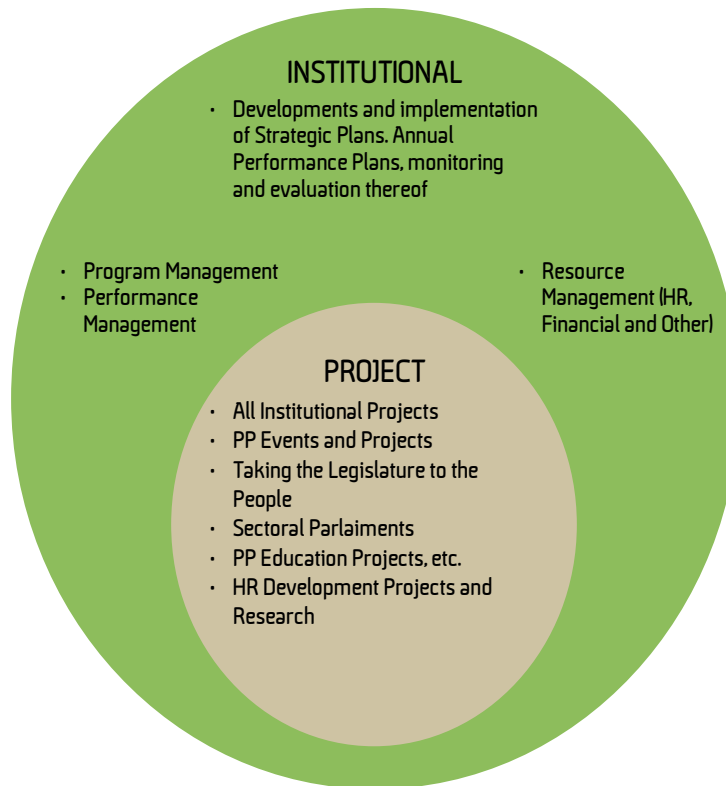 INSTITUTIONAL
· Developments and implementation
of Strategic Plans. Annual
Performance Plans, monitoring
and evaluation thereof
· Program Management
· Performance
Management
· Resource
Management (HR,
Financial and Other)
PROJECT
· All Institutional Projects
· PP Events and Projects
· Taking the Legislature to the
People
· Sectoral Parlaiments
· PP Education Projects, etc.
· HR Development Projects and
Research